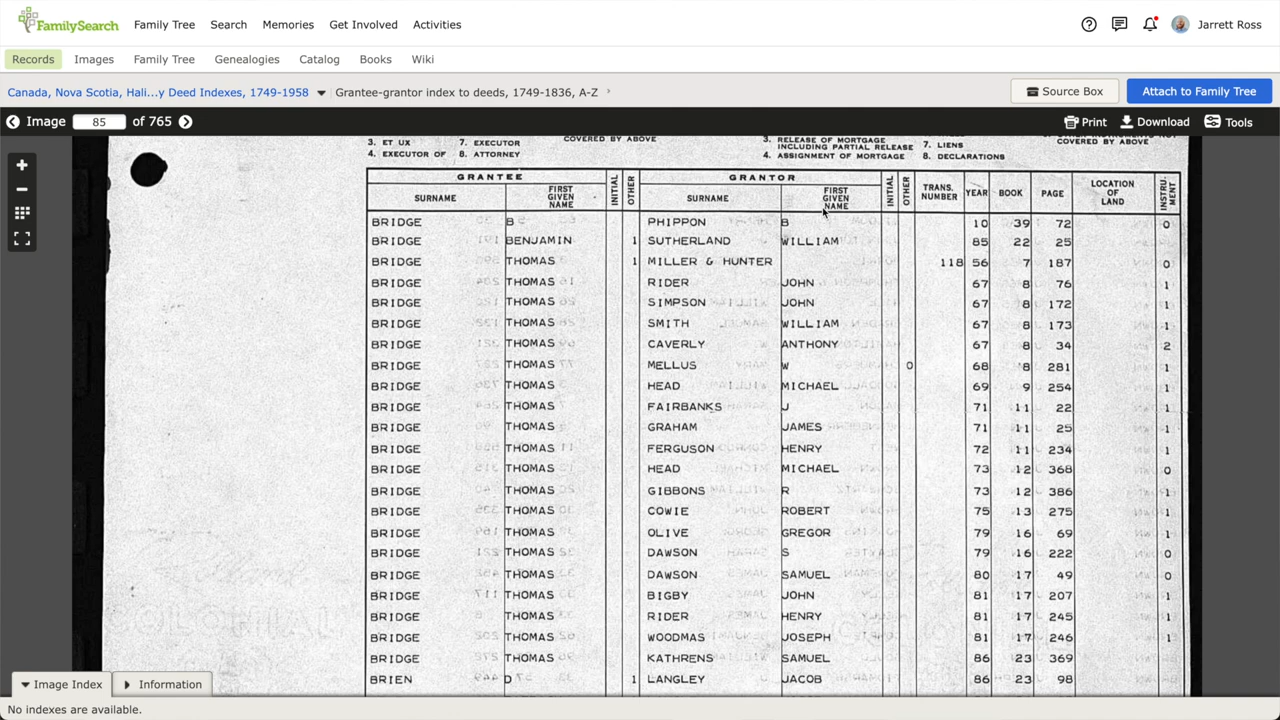 FamilySearch Family Tree Search Memories Get Involved Activities Jarrett Ross
Records Images Family Tree Genealogies Catalog Books Wiki
Canada, Nova Scotia, Hali...y Deed Indexes, 1749-1958 Grantee-grantor index to deeds, 1749-1836, A-Z Source Box Attach to Family Tree
Image 85 of 765 Print Download Tools
3. ET UX 7. EXECUTOR COVERED BY ABOVE 3. RELEASE OF MORTGAGE INCLUDING PARTIAL RELEASE 7. LIENS COVERED BY ABOVE
4. EXECUTOR OF 8. ATTORNEY 4. ASSIGNMENT OF MORTGAGE 8. DECLARATIONS
GRANTEE INITIAL OTHER GRANTOR INITIAL OTHER TRANS. NUMBER YEAR BOOK PAGE LOCATION OF LAND INSTRU- MENT
SURNAME FIRST GIVEN NAME SURNAME FIRST GIVEN NAME
BRIDGE B PHIPPON B 10 39 72 0
BRIDGE BENJAMIN 1 SUTHERLAND WILLIAM 85 22 25
BRIDGE THOMAS 1 MILLER & HUNTER 118 56 7 187 0
BRIDGE THOMAS RIDER JOHN 67 8 76 1
BRIDGE THOMAS SIMPSON JOHN 67 8 172 1
BRIDGE THOMAS SMITH WILLIAM 67 8 173 1
BRIDGE THOMAS CAVERLY ANTHONY 67 8 34 2
BRIDGE THOMAS MELLUS W 0 68 8 281 1
BRIDGE THOMAS HEAD MICHAEL 69 9 254 1
BRIDGE THOMAS FAIRBANKS J 71 11 22 1
BRIDGE THOMAS GRAHAM JAMES 71 11 25 1
BRIDGE THOMAS FERGUSON HENRY 72 11 234 1
BRIDGE THOMAS HEAD MICHAEL 73 12 368 0
BRIDGE THOMAS GIBBONS R 73 12 386 1
BRIDGE THOMAS COWIE ROBERT 75 13 275 1
BRIDGE THOMAS OLIVE GREGOR 79 16 69 1
BRIDGE THOMAS DAWSON S 79 16 222 0
BRIDGE THOMAS DAWSON SAMUEL 80 17 49 0
BRIDGE THOMAS BIGBY JOHN 81 17 207 1
BRIDGE THOMAS RIDER HENRY 81 17 245 1
BRIDGE THOMAS WOODMAS JOSEPH 81 17 246 1
BRIDGE THOMAS KATHRENS SAMUEL 86 23 369
BRIEN D 1 LANGLEY JACOB 86 23 98
Image Index Information
No indexes are available.